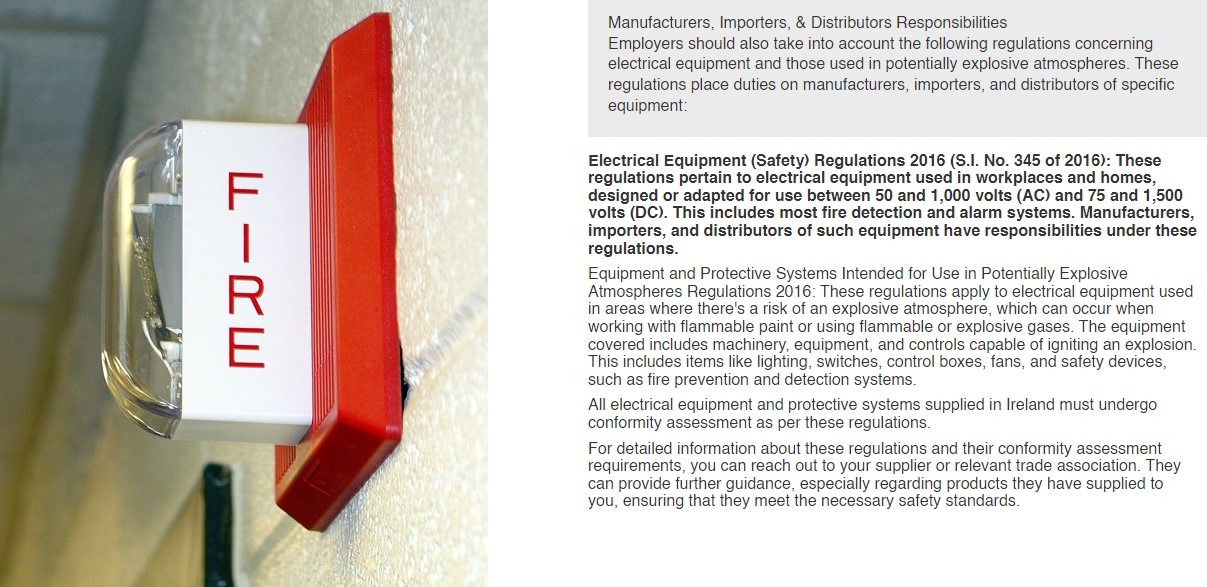 FIRE
Manufacturers, Importers, & Distributors Responsibilities
Employers should also take into account the following regulations concerning
electrical equipment and those used in potentially explosive atmospheres. These
regulations place duties on manufacturers, importers, and distributors of specific
equipment:
Electrical Equipment (Safety) Regulations 2016 (S.I. No. 345 of 2016): These
regulations pertain to electrical equipment used in workplaces and homes,
designed or adapted for use between 50 and 1,000 volts (AC) and 75 and 1,500
volts (DC). This includes most fire detection and alarm systems. Manufacturers,
importers, and distributors of such equipment have responsibilities under these
regulations.
Equipment and Protective Systems Intended for Use in Potentially Explosive
Atmospheres Regulations 2016: These regulations apply to electrical equipment used
in areas where there's a risk of an explosive atmosphere, which can occur when
working with flammable paint or using flammable or explosive gases. The equipment
covered includes machinery, equipment, and controls capable of igniting an explosion.
This includes items like lighting, switches, control boxes, fans, and safety devices,
such as fire prevention and detection systems.
All electrical equipment and protective systems supplied in Ireland must undergo
conformity assessment as per these regulations.
For detailed information about these regulations and their conformity assessment
requirements, you can reach out to your supplier or relevant trade association. They
can provide further guidance, especially regarding products they have supplied to
you, ensuring that they meet the necessary safety standards.